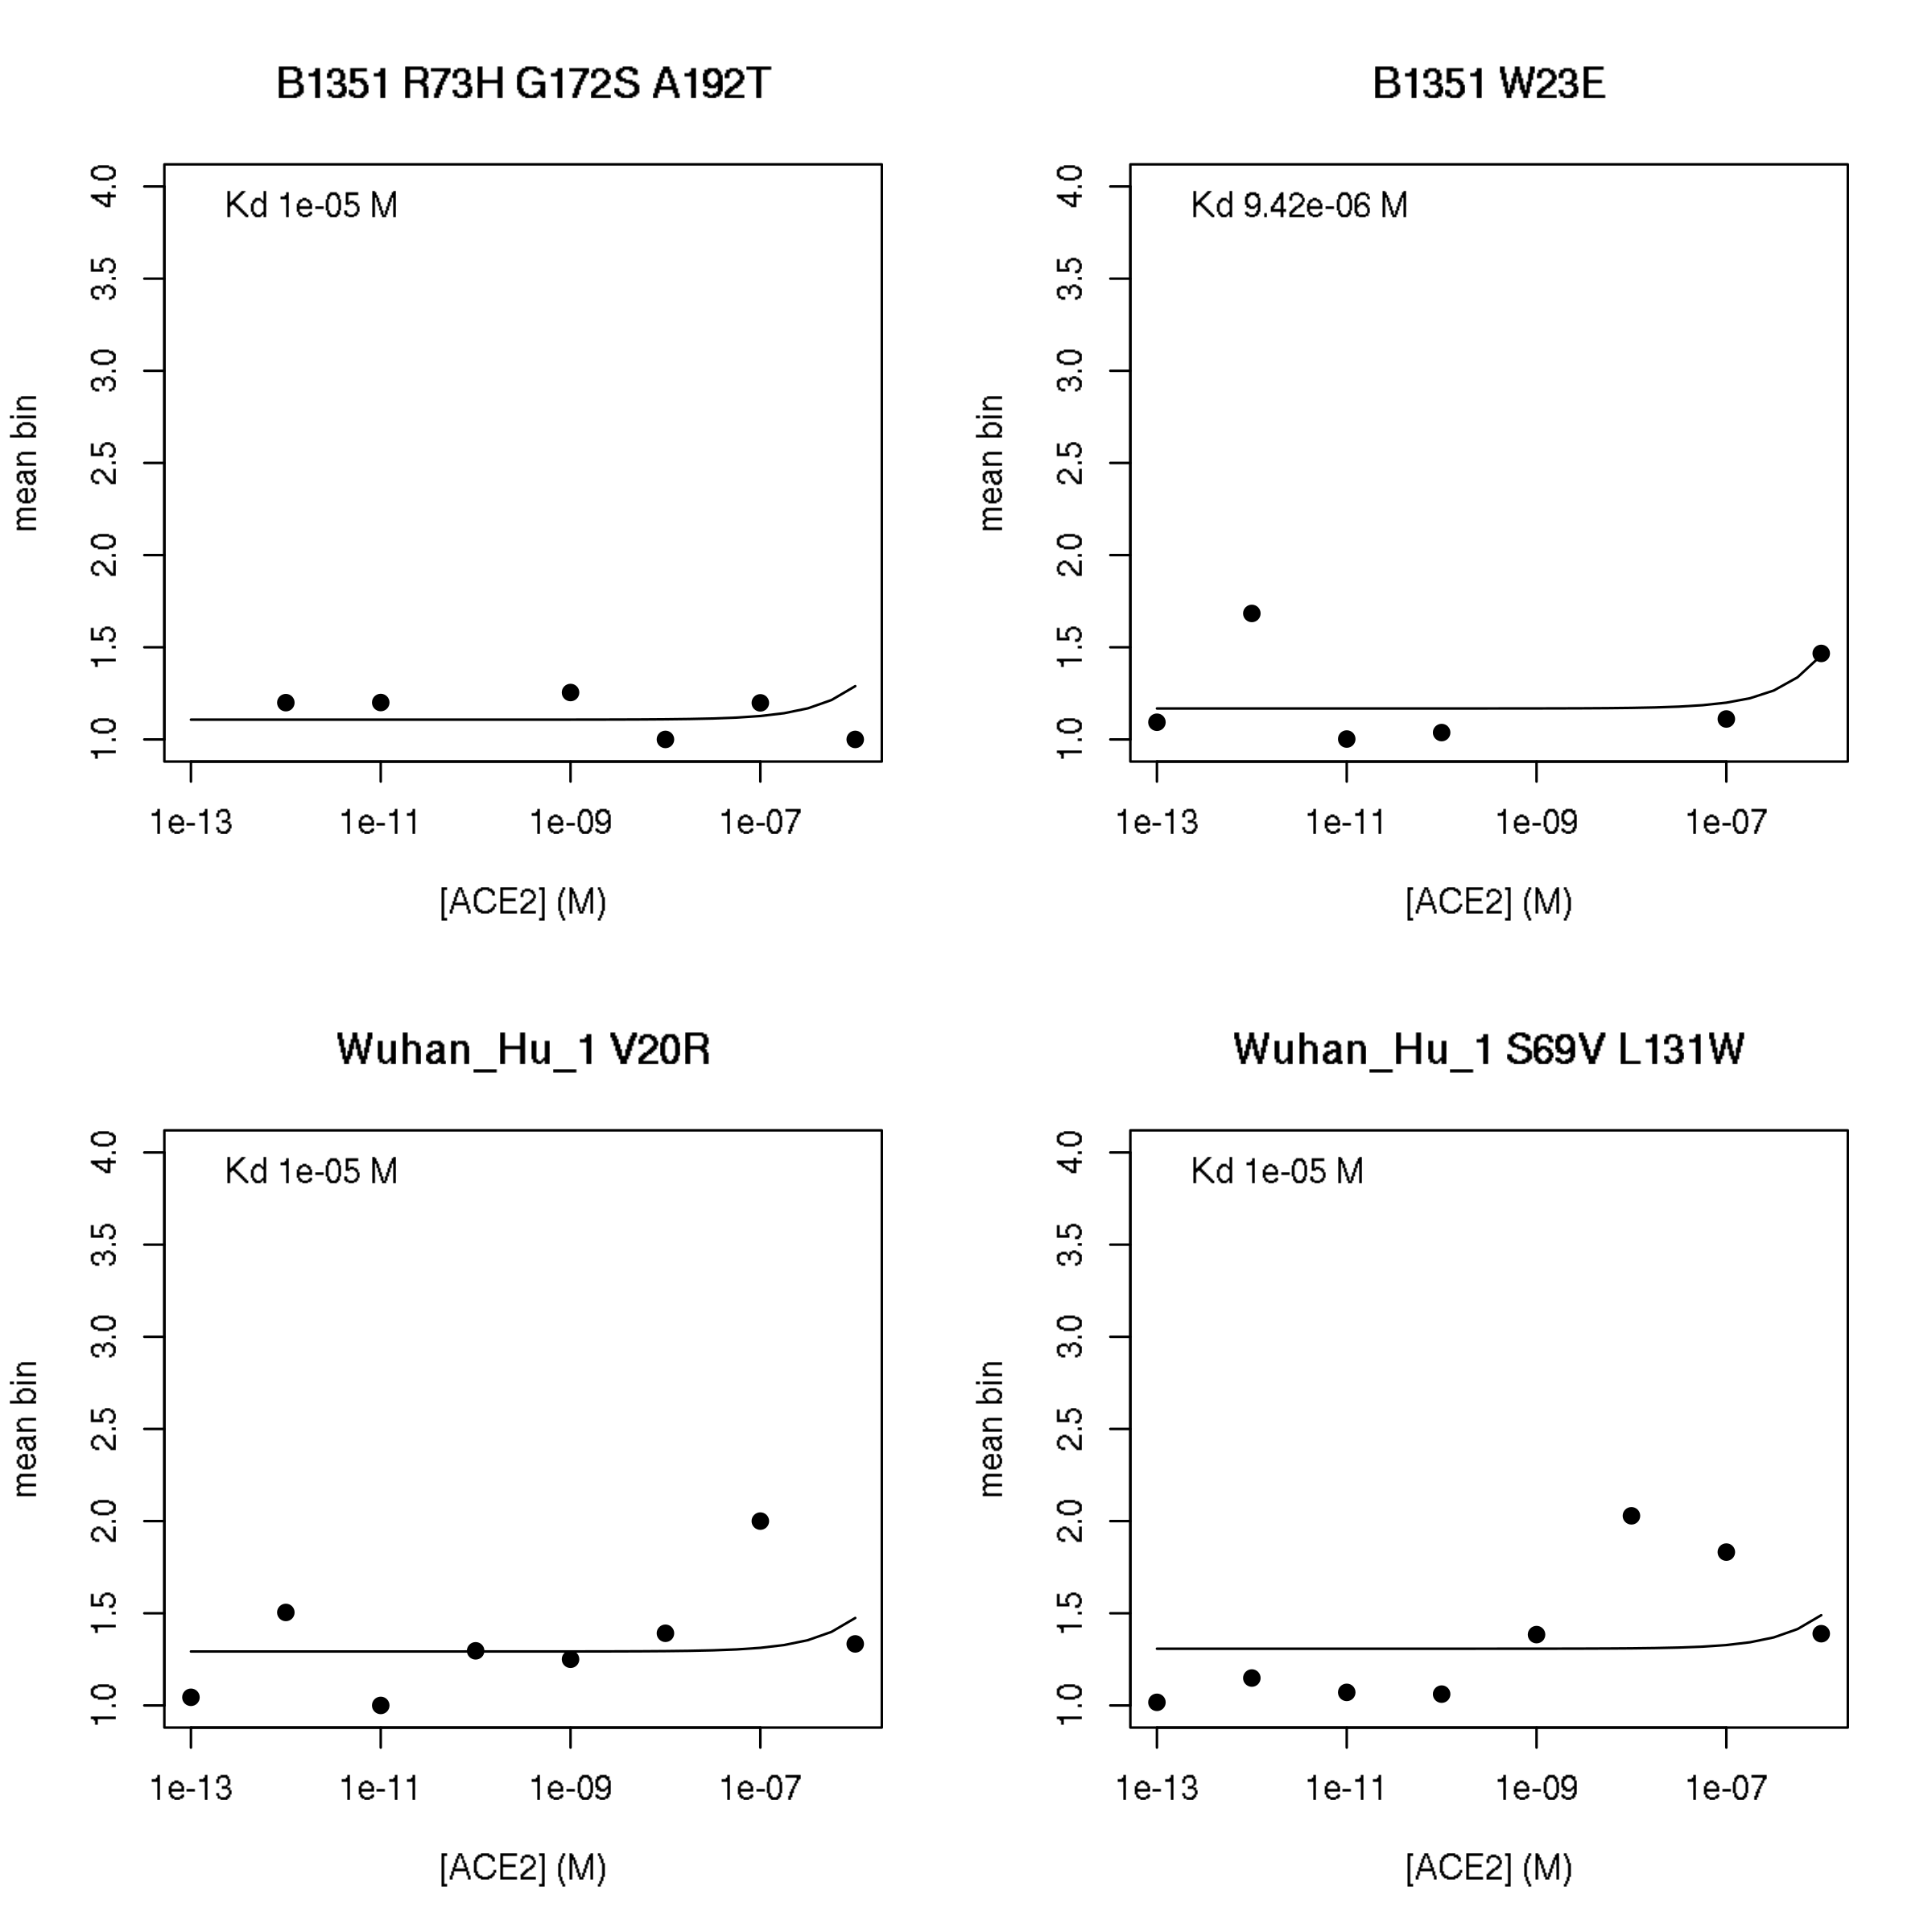 B1351 R73H G172S A192T
Kd 1e-05 M
4.0
3.5
3.0
2.5
2.0
1.5
1.0
mean bin
1e-13 1e-11 1e-09 1e-07
[ACE2] (M)
B1351 W23E
Kd 9.42e-06 M
4.0
3.5
3.0
2.5
2.0
1.5
1.0
mean bin
1e-13 1e-11 1e-09 1e-07
[ACE2] (M)
Wuhan_Hu_1 V20R
Kd 1e-05 M
4.0
3.5
3.0
2.5
2.0
1.5
1.0
mean bin
1e-13 1e-11 1e-09 1e-07
[ACE2] (M)
Wuhan_Hu_1 S69V L131W
Kd 1e-05 M
4.0
3.5
3.0
2.5
2.0
1.5
1.0
mean bin
1e-13 1e-11 1e-09 1e-07
[ACE2] (M)